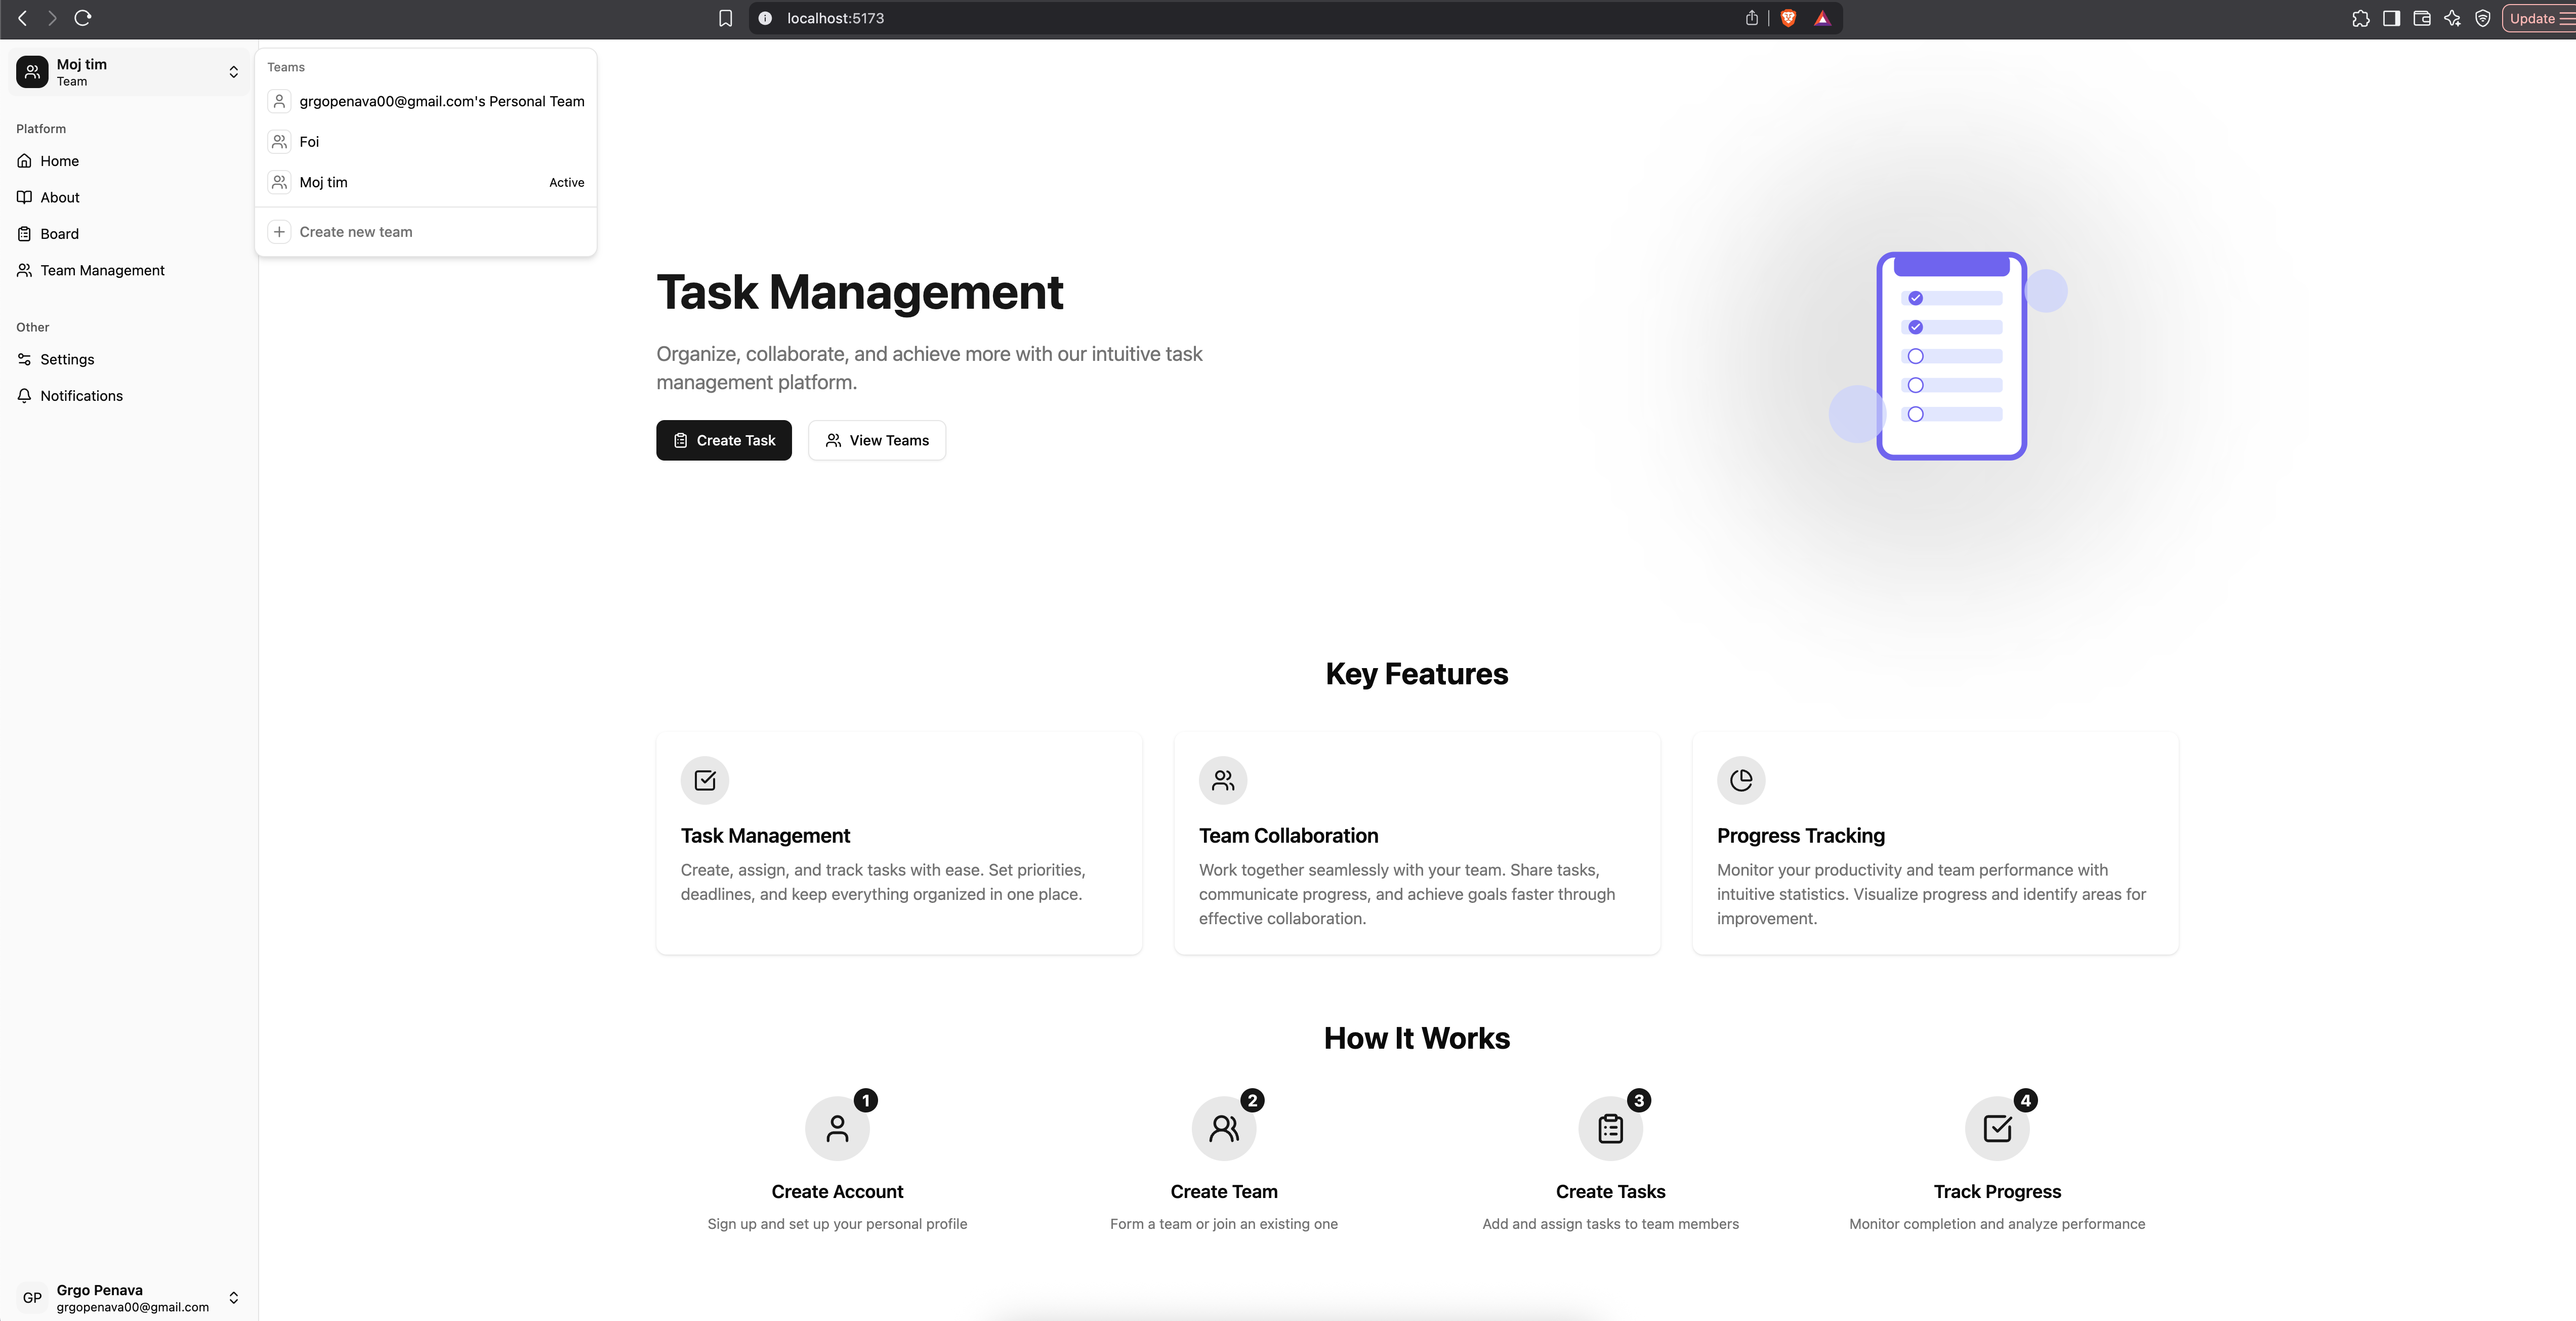 localhost:5173
Update
Moj tim
Team
Platform
Home
About
Board
Team Management
Other
Settings
Notifications
GP
Grgo Penava
grgopenava00@gmail.com
Teams
grgopenava00@gmail.com's Personal Team
Foi
Moj tim Active
Create new team
Task Management
Organize, collaborate, and achieve more with our intuitive task
management platform.
Create Task
View Teams
Key Features
Task Management
Create, assign, and track tasks with ease. Set priorities,
deadlines, and keep everything organized in one place.
Team Collaboration
Work together seamlessly with your team. Share tasks,
communicate progress, and achieve goals faster through
effective collaboration.
Progress Tracking
Monitor your productivity and team performance with
intuitive statistics. Visualize progress and identify areas for
improvement.
How It Works
1
Create Account
Sign up and set up your personal profile
2
Create Team
Form a team or join an existing one
3
Create Tasks
Add and assign tasks to team members
4
Track Progress
Monitor completion and analyze performance